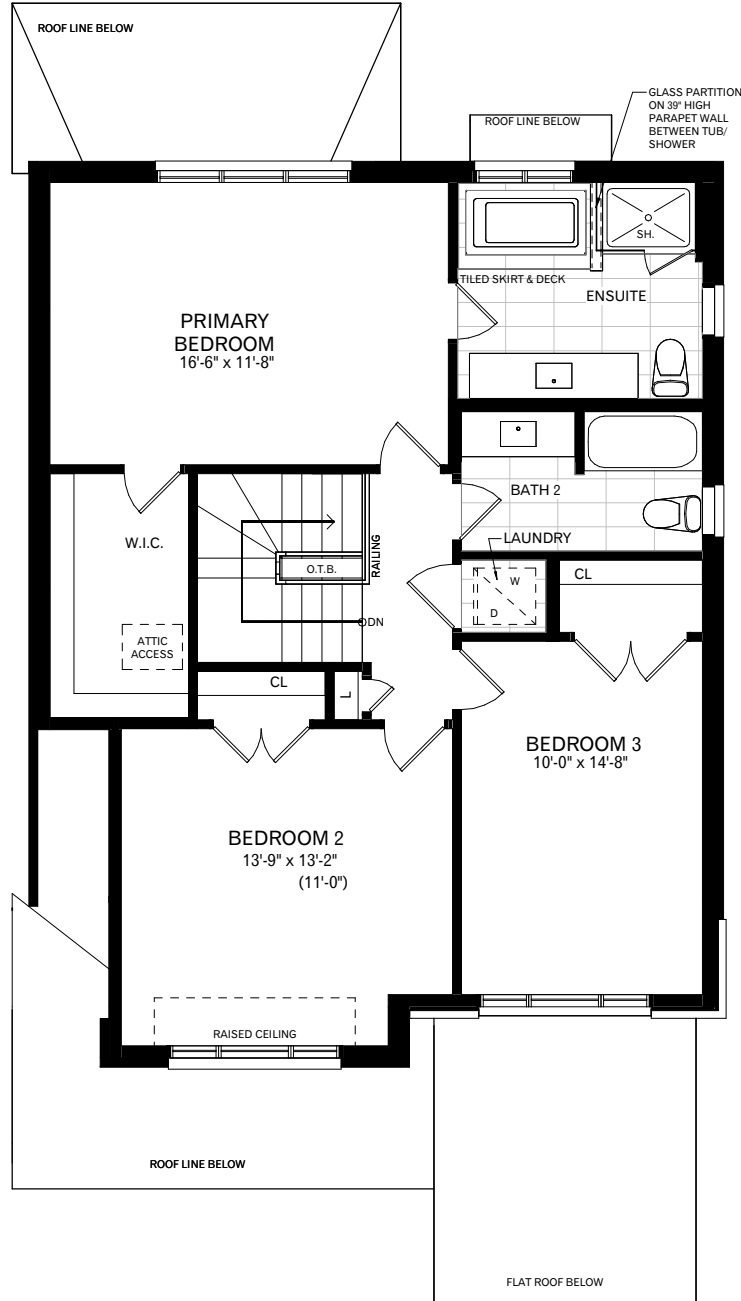 ROOF LINE BELOW
GLASS PARTITION
ON 39" HIGH
PARAPET WALL
BETWEEN TUB/
SHOWER
ROOF LINE BELOW
SH.
TILED SKIRT & DECK
ENSUITE
PRIMARY
BEDROOM
16'-6" x 11'-8"
BATH 2
W.I.C.
LAUNDRY
RAILING
O.T.B.
CL
W
D
DN
ATTIC
ACCESS
CL
L
BEDROOM 3
10'-0" x 14'-8"
BEDROOM 2
13'-9" x 13'-2"
(11'-0")
RAISED CEILING
ROOF LINE BELOW
FLAT ROOF BELOW